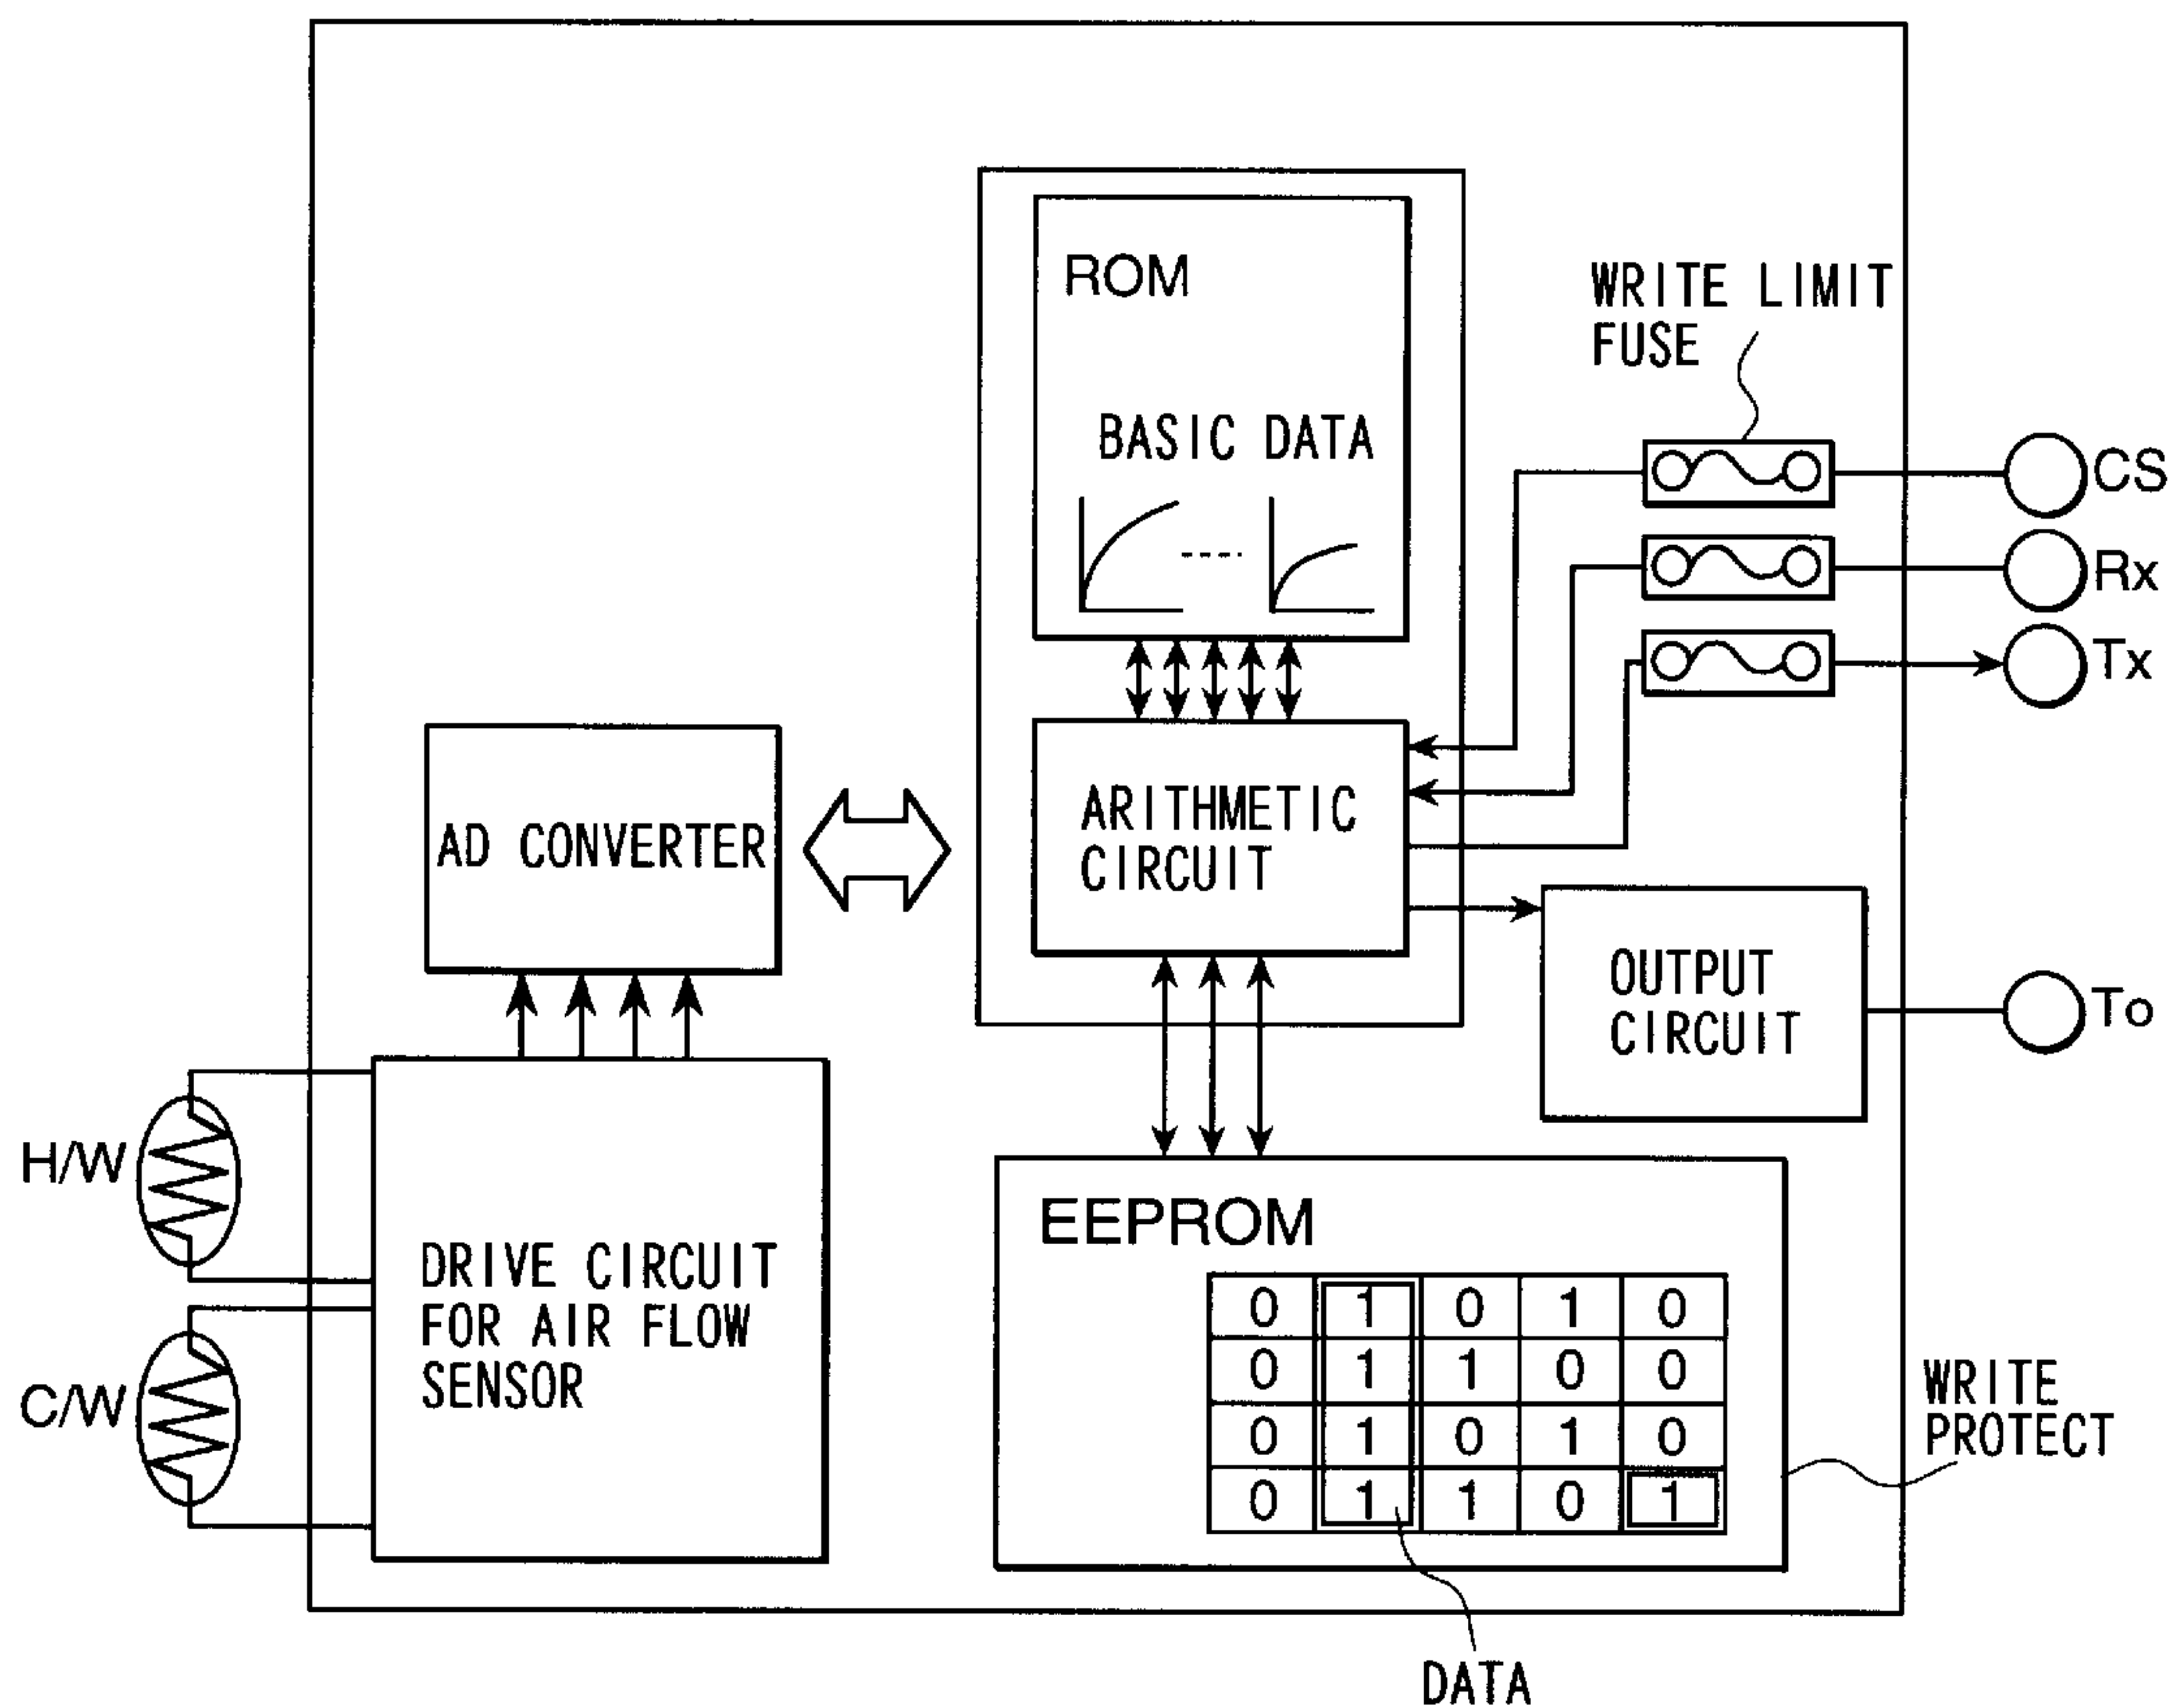 ROM
BASIC DATA
WRITE LIMIT
FUSE
CS
Rx
Tx
AD CONVERTER
ARITHMETIC
CIRCUIT
OUTPUT
CIRCUIT
To
H/W
C/W
DRIVE CIRCUIT
FOR AIR FLOW
SENSOR
EEPROM
0 1 0 1 0
0 1 1 0 0
0 1 0 1 0
0 1 1 0 1
WRITE
PROTECT
DATA